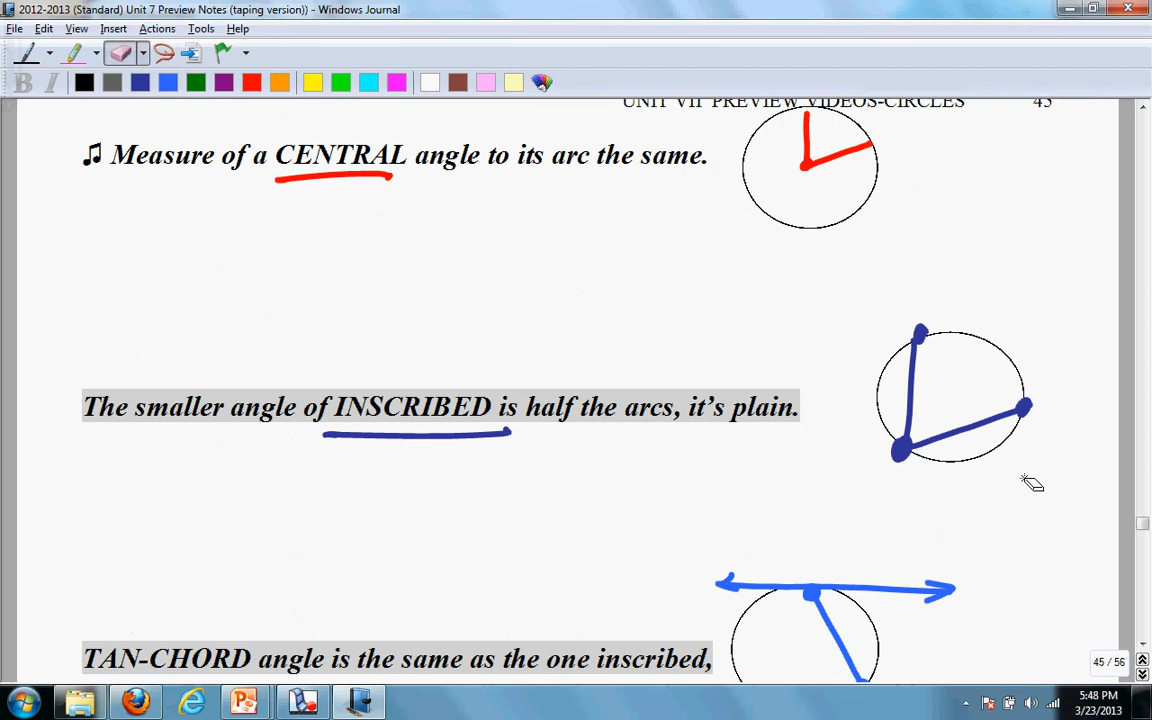 2012-2013 (Standard) Unit 7 Preview Notes (taping version)) - Windows Journal
File Edit View Insert Actions Tools Help
B I
UNIT VII PREVIEW VIDEOS-CIRCLES 45
♫ Measure of a CENTRAL angle to its arc the same.
The smaller angle of INSCRIBED is half the arcs, it’s plain.
TAN-CHORD angle is the same as the one inscribed,
45 / 56
5:48 PM
3/23/2013